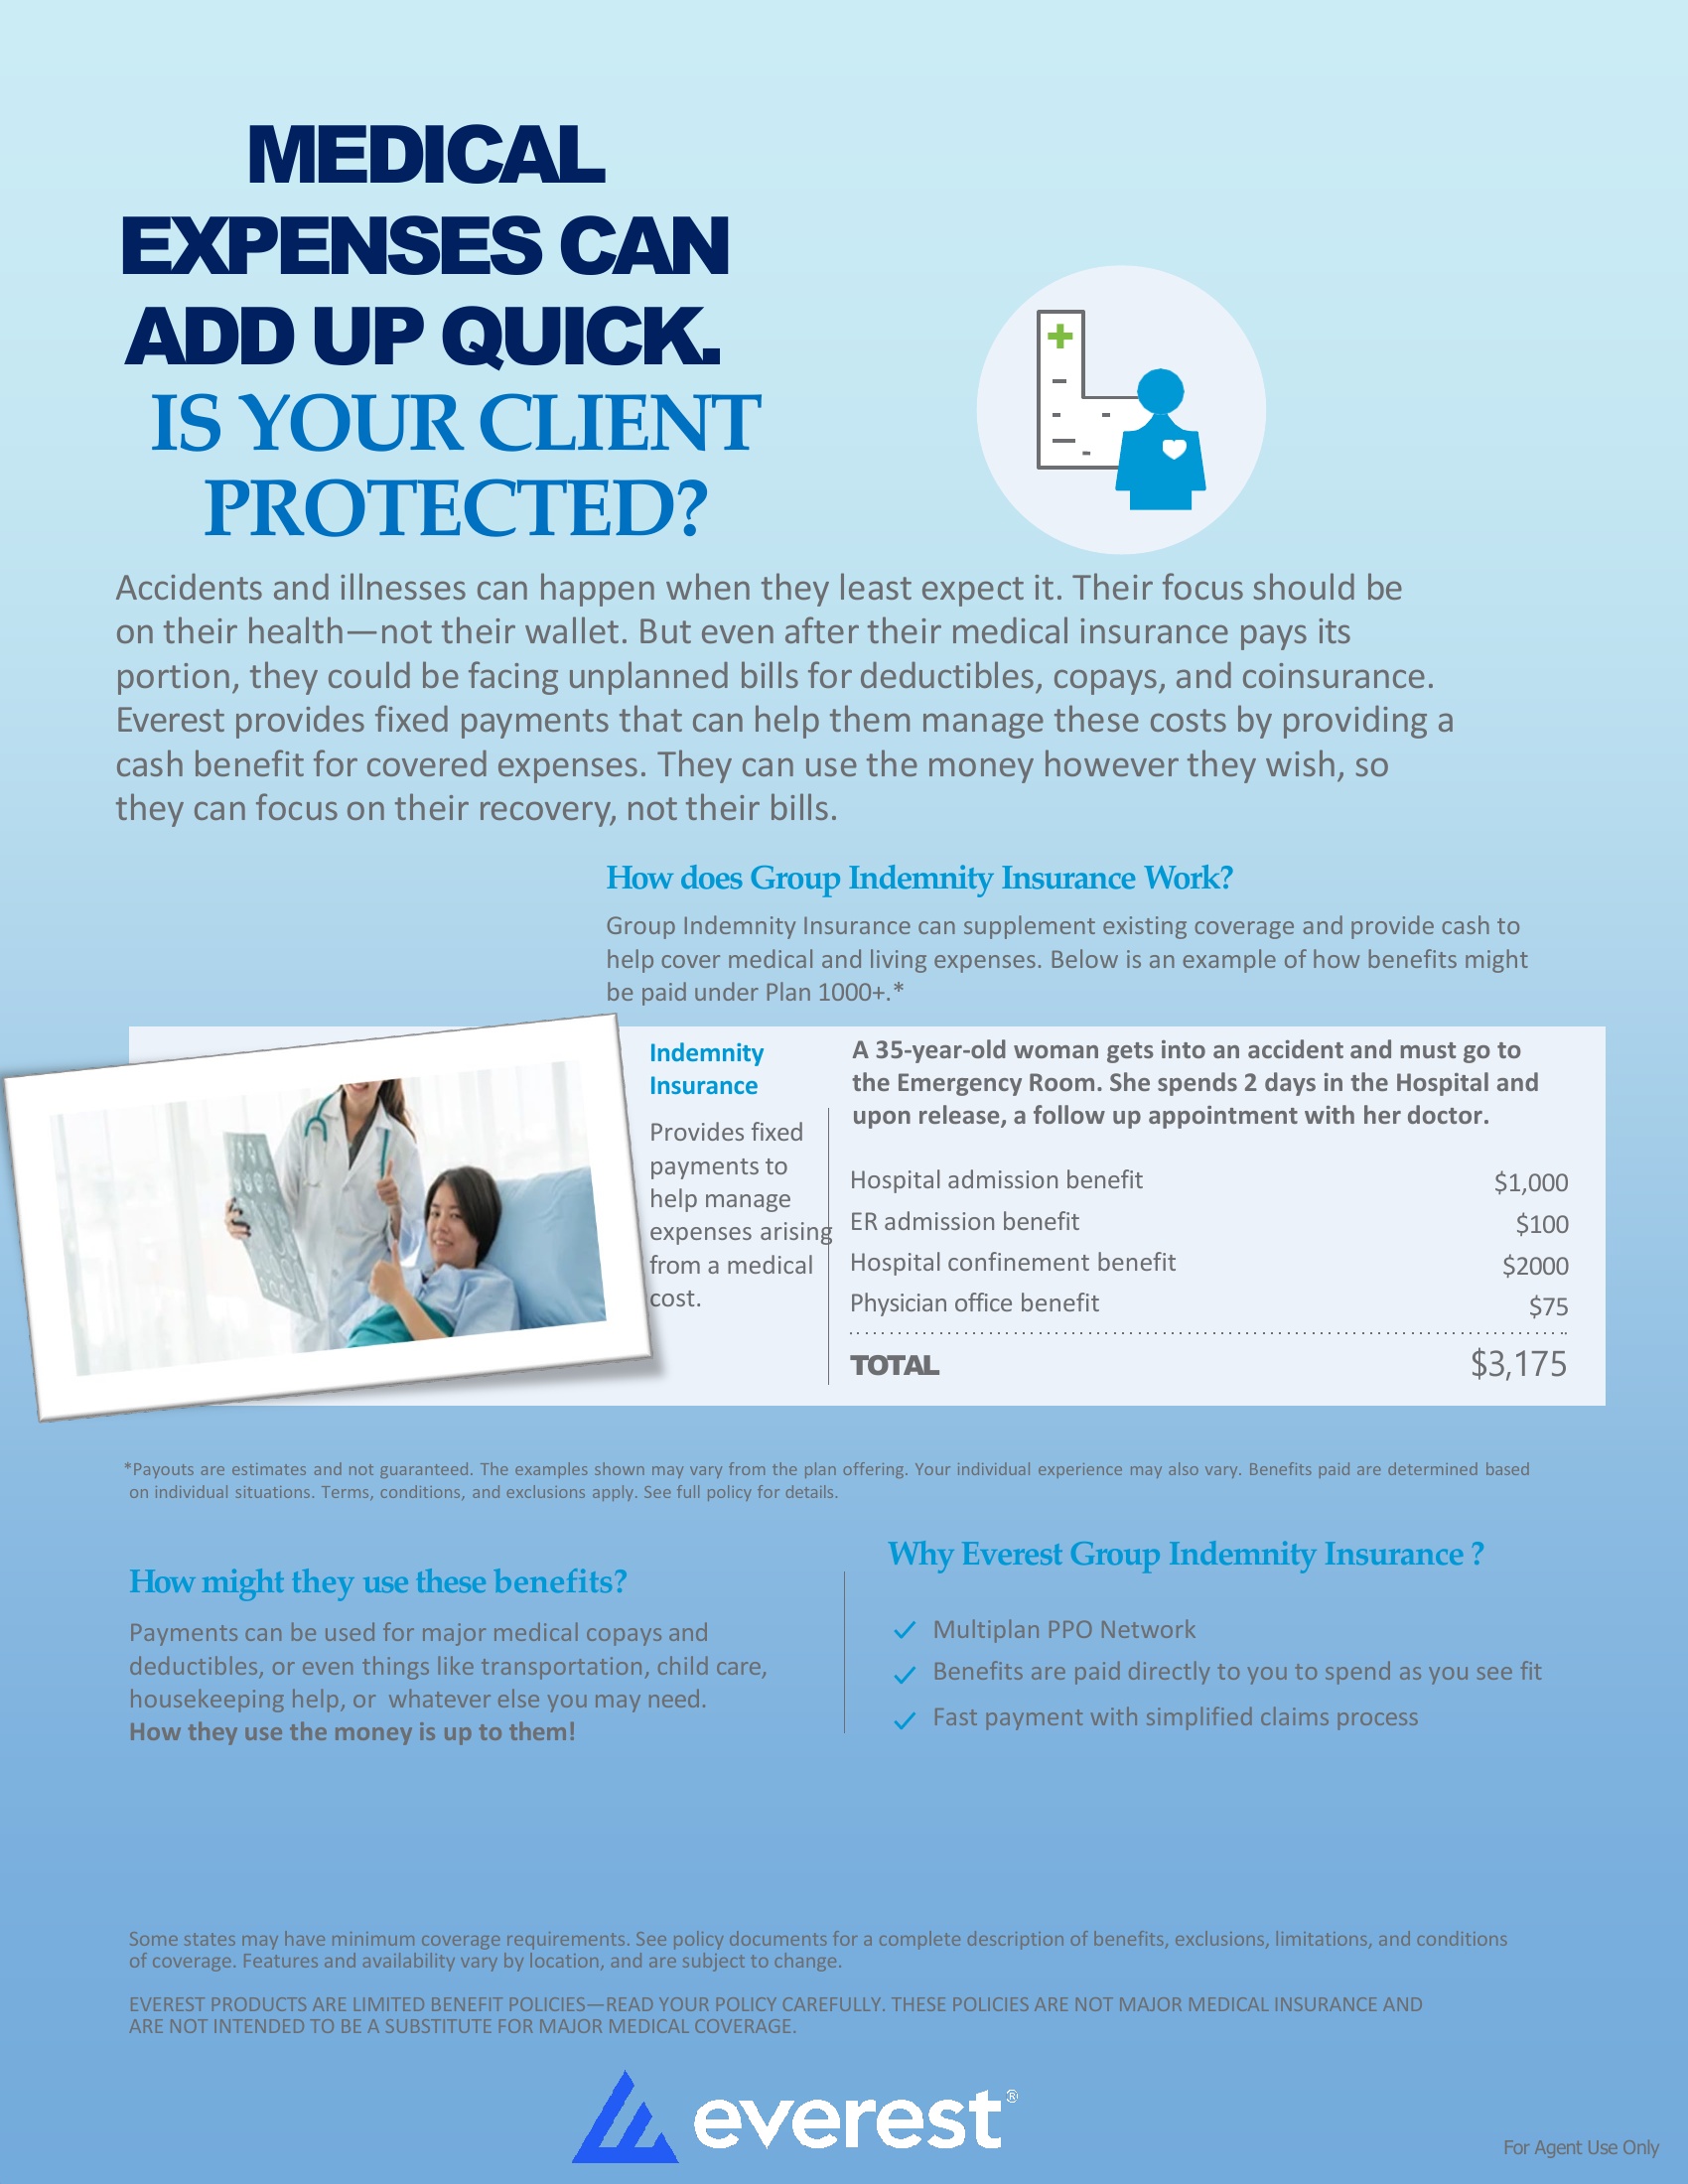 MEDICAL
EXPENSES CAN
ADD UP QUICK.
IS YOUR CLIENT
PROTECTED?
Accidents and illnesses can happen when they least expect it. Their focus should be
on their health—not their wallet. But even after their medical insurance pays its
portion, they could be facing unplanned bills for deductibles, copays, and coinsurance.
Everest provides fixed payments that can help them manage these costs by providing a
cash benefit for covered expenses. They can use the money however they wish, so
they can focus on their recovery, not their bills.
How does Group Indemnity Insurance Work?
Group Indemnity Insurance can supplement existing coverage and provide cash to
help cover medical and living expenses. Below is an example of how benefits might
be paid under Plan 1000+.*
Indemnity
Insurance
Provides fixed
payments to
help manage
expenses arising
from a medical
cost.
A 35-year-old woman gets into an accident and must go to
the Emergency Room. She spends 2 days in the Hospital and
upon release, a follow up appointment with her doctor.
Hospital admission benefit $1,000
ER admission benefit $100
Hospital confinement benefit $2000
Physician office benefit $75
TOTAL $3,175
*Payouts are estimates and not guaranteed. The examples shown may vary from the plan offering. Your individual experience may also vary. Benefits paid are determined based
on individual situations. Terms, conditions, and exclusions apply. See full policy for details.
How might they use these benefits?
Payments can be used for major medical copays and
deductibles, or even things like transportation, child care,
housekeeping help, or whatever else you may need.
How they use the money is up to them!
Why Everest Group Indemnity Insurance ?
✓ Multiplan PPO Network
✓ Benefits are paid directly to you to spend as you see fit
✓ Fast payment with simplified claims process
Some states may have minimum coverage requirements. See policy documents for a complete description of benefits, exclusions, limitations, and conditions
of coverage. Features and availability vary by location, and are subject to change.
EVEREST PRODUCTS ARE LIMITED BENEFIT POLICIES—READ YOUR POLICY CAREFULLY. THESE POLICIES ARE NOT MAJOR MEDICAL INSURANCE AND
ARE NOT INTENDED TO BE A SUBSTITUTE FOR MAJOR MEDICAL COVERAGE.
everest®
For Agent Use Only